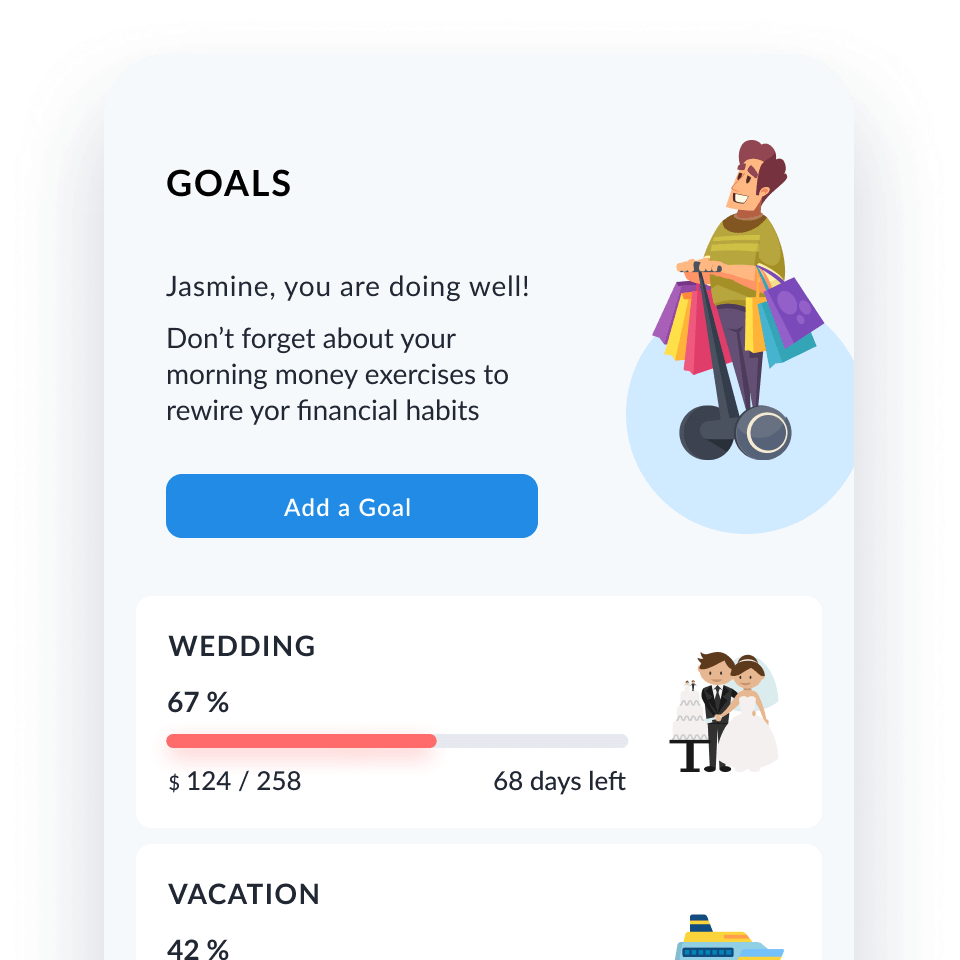 GOALS
Jasmine, you are doing well!
Don’t forget about your
morning money exercises to
rewire yor financial habits
Add a Goal
WEDDING
67 %
$ 124 / 258
68 days left
VACATION
42 %